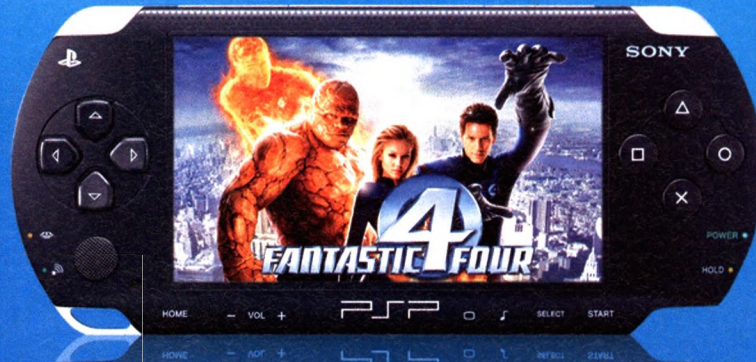 SONY
FANTASTIC 4 FOUR
POWER
HOLD
HOME − VOL + PSP SELECT START